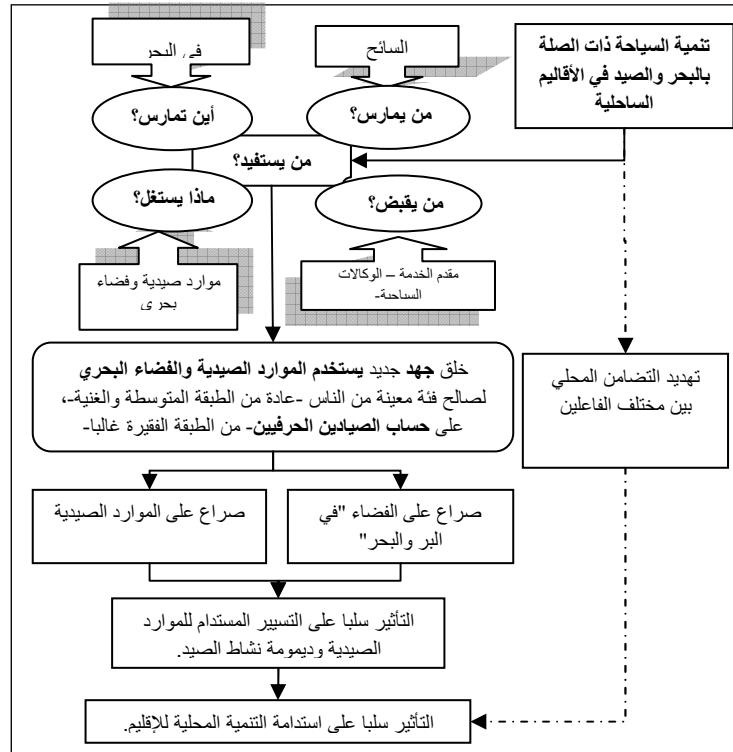 تنمية السياحة ذات الصلة
بالبحر والصيد في الأقاليم
الساحلية
السائح
في البحر
من يمارس؟
أين تمارس؟
من يستفيد؟
من يقبض؟
ماذا يستغل؟
مقدم الخدمة – الوكالات
السياحية-
موارد صيدية وفضاء
بحري
خلق جهد جديد يستخدم الموارد الصيدية والفضاء البحري
لصالح فئة معينة من الناس -عادة من الطبقة المتوسطة والغنية-،
على حساب الصيادين الحرفيين- من الطبقة الفقيرة غالبا-
تهديد التضامن المحلي
بين مختلف الفاعلين
صراع على الفضاء "في
البر والبحر"
صراع على الموارد الصيدية
التأثير سلبا على التسيير المستدام للموارد
الصيدية وديمومة نشاط الصيد.
التأثير سلبا على استدامة التنمية المحلية للإقليم.